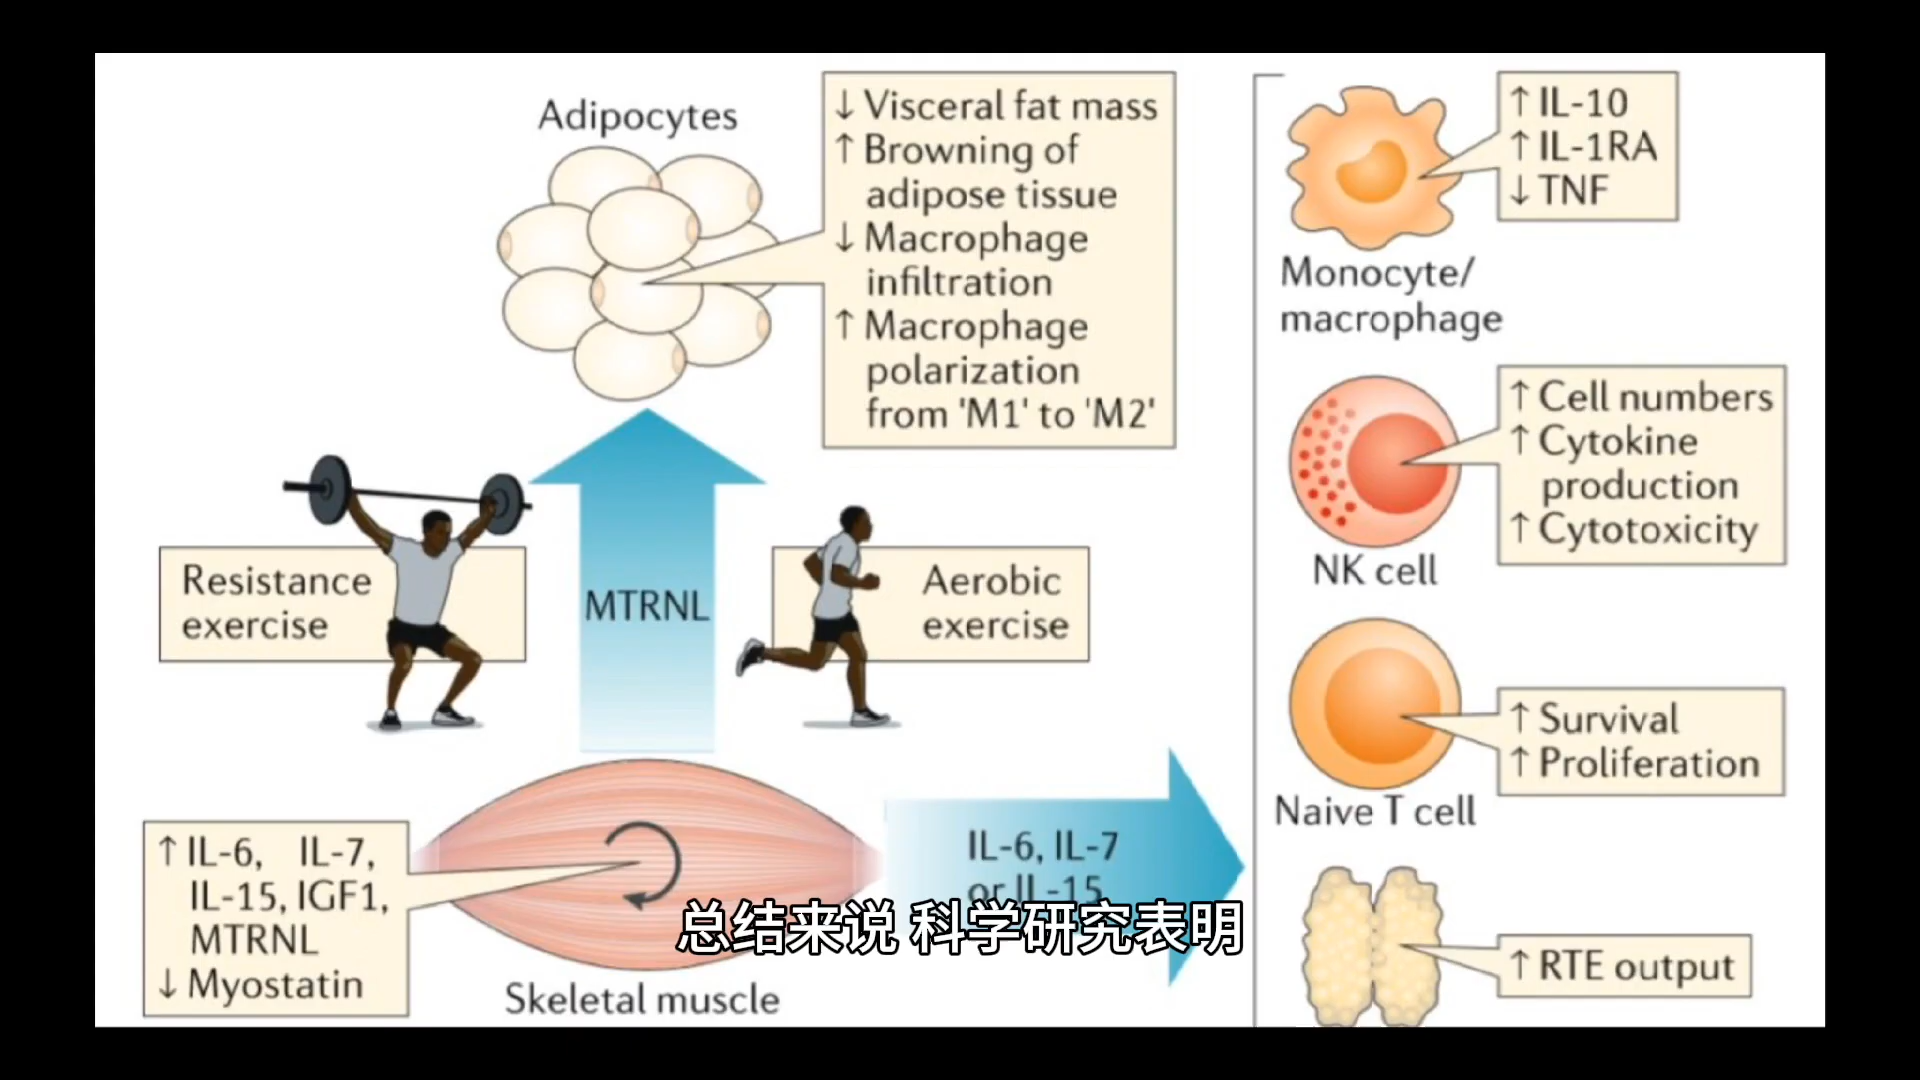 Adipocytes
↓ Visceral fat mass
↑ Browning of
adipose tissue
↓ Macrophage
infiltration
↑ Macrophage
polarization
from 'M1' to 'M2'
Resistance
exercise
MTRNL
Aerobic
exercise
↑ IL-6, IL-7,
IL-15, IGF1,
MTRNL
↓ Myostatin
Skeletal muscle
IL-6, IL-7
or IL-15
↑ IL-10
↑ IL-1RA
↓ TNF
Monocyte/
macrophage
↑ Cell numbers
↑ Cytokine
production
↑ Cytotoxicity
NK cell
↑ Survival
↑ Proliferation
Naive T cell
↑ RTE output
总结来说 科学研究表明